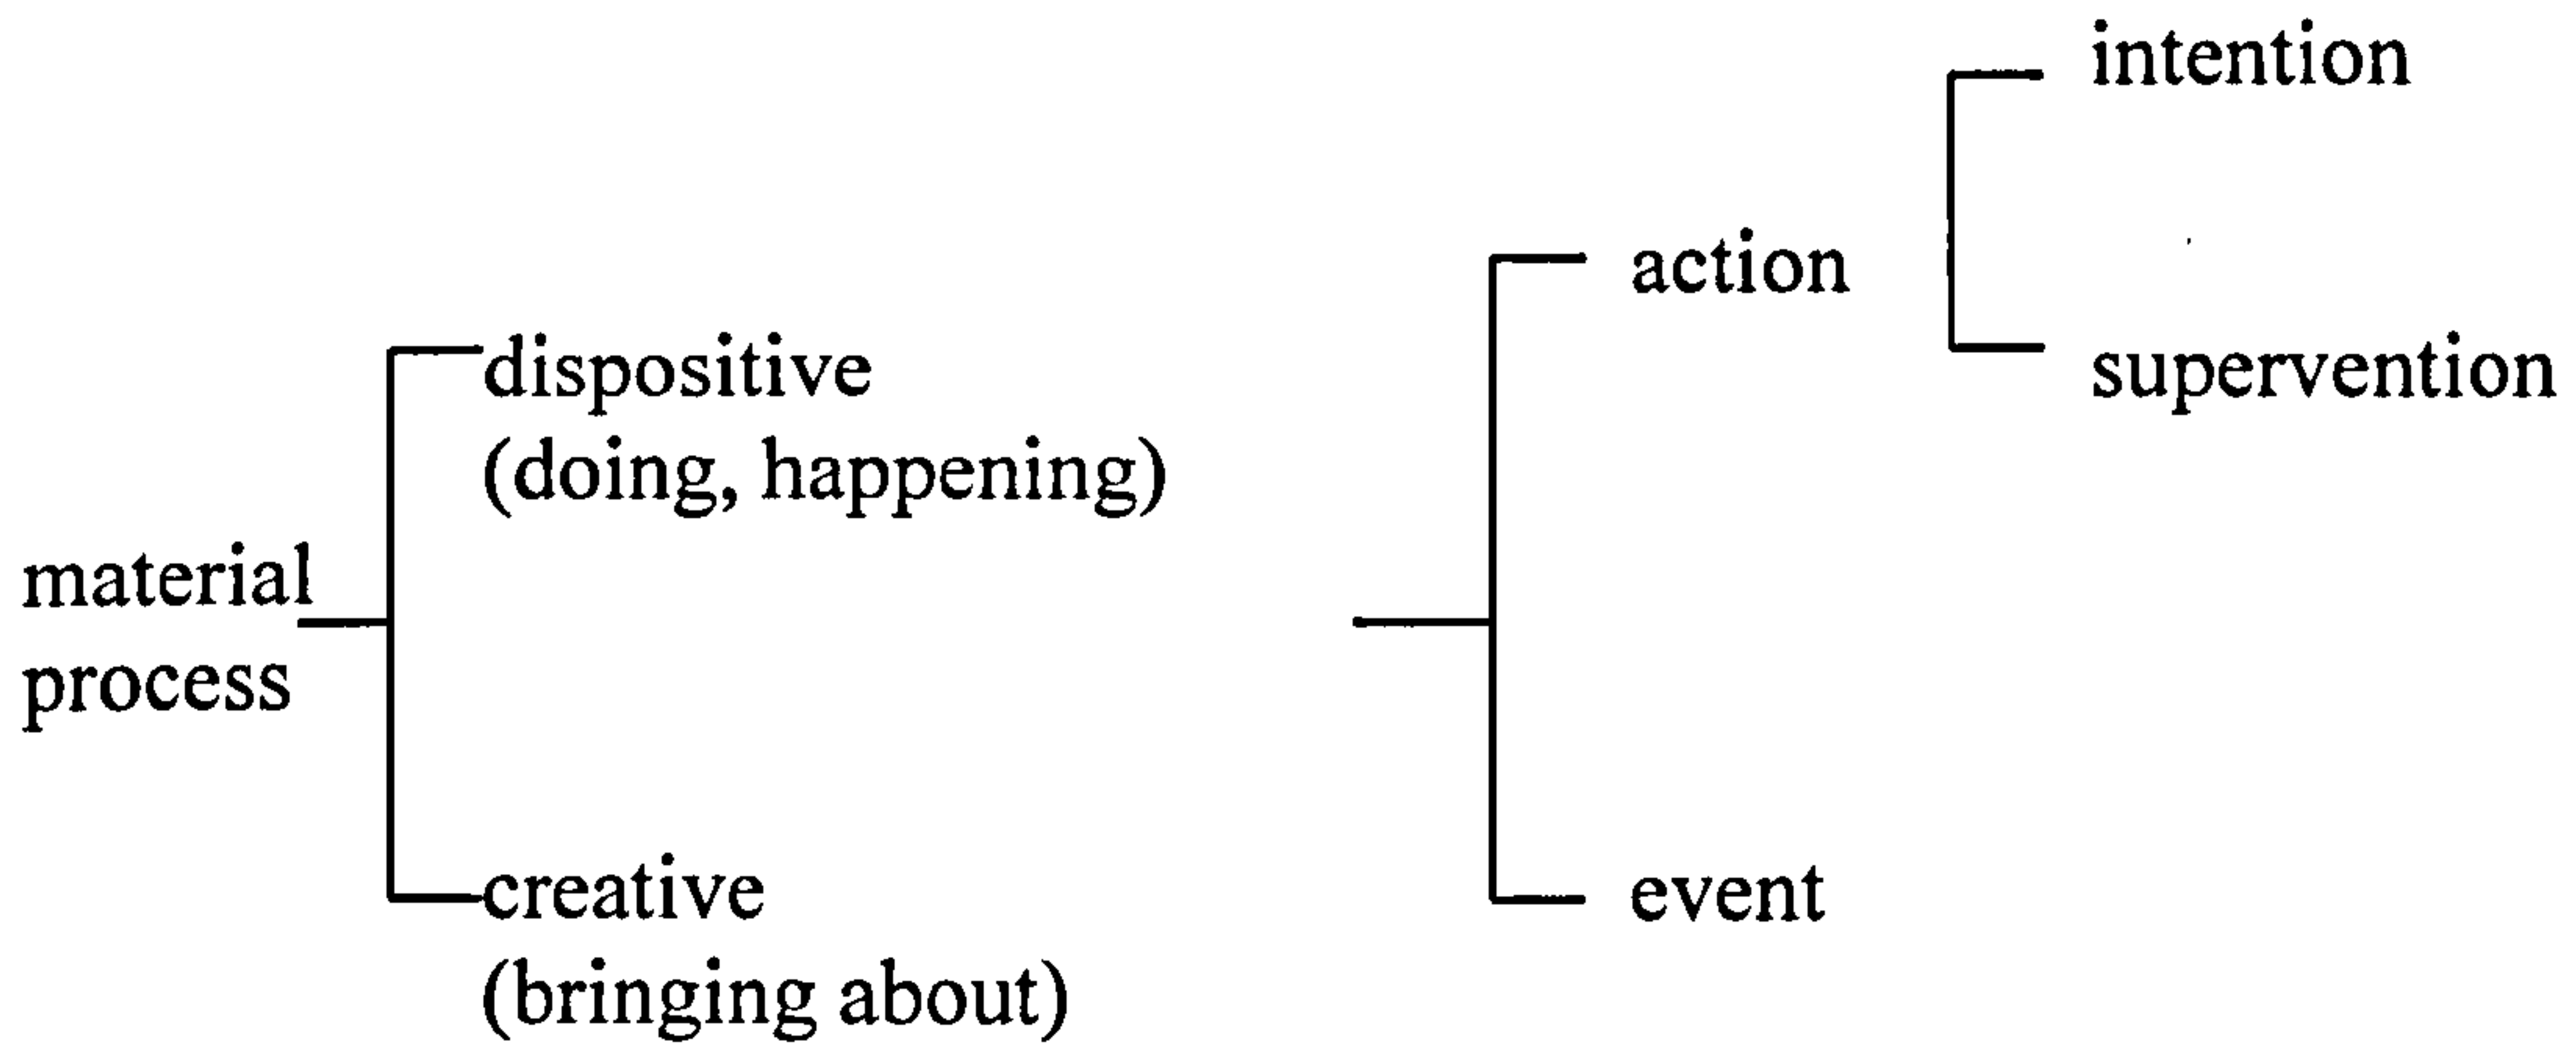 intention
action
supervention
dispositive
(doing, happening)
material
process
creative
(bringing about)
event